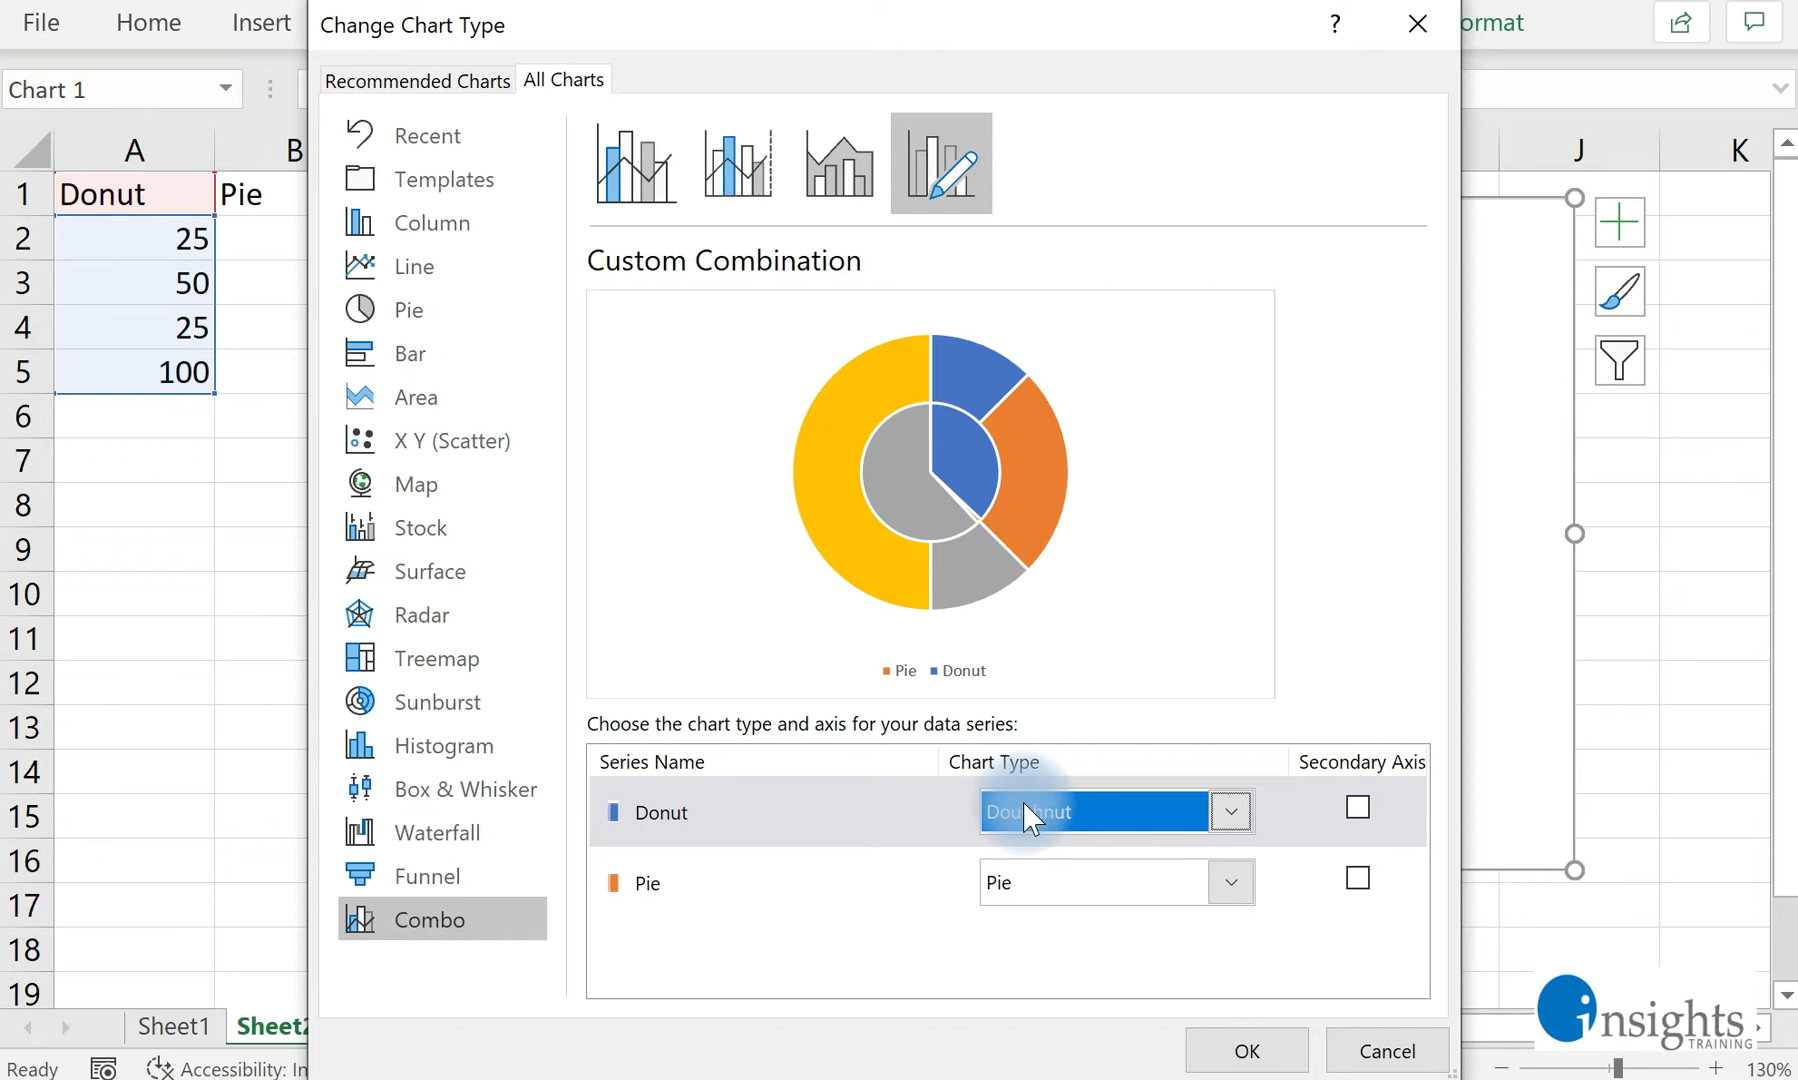 File Home Insert
Change Chart Type
?
ormat
Chart 1
Recommended Charts
All Charts
A B J K
1 Donut Pie
2 25
3 50
4 25
5 100
6
7
8
9
10
11
12
13
14
15
16
17
18
19
Recent
Templates
Column
Line
Pie
Bar
Area
X Y (Scatter)
Map
Stock
Surface
Radar
Treemap
Sunburst
Histogram
Box & Whisker
Waterfall
Funnel
Combo
Custom Combination
Pie Donut
Choose the chart type and axis for your data series:
Series Name Chart Type Secondary Axis
Donut Doughnut
Pie Pie
OK Cancel
Sheet1 Sheet2
Ready Accessibility: In 130%
insights
TRAINING